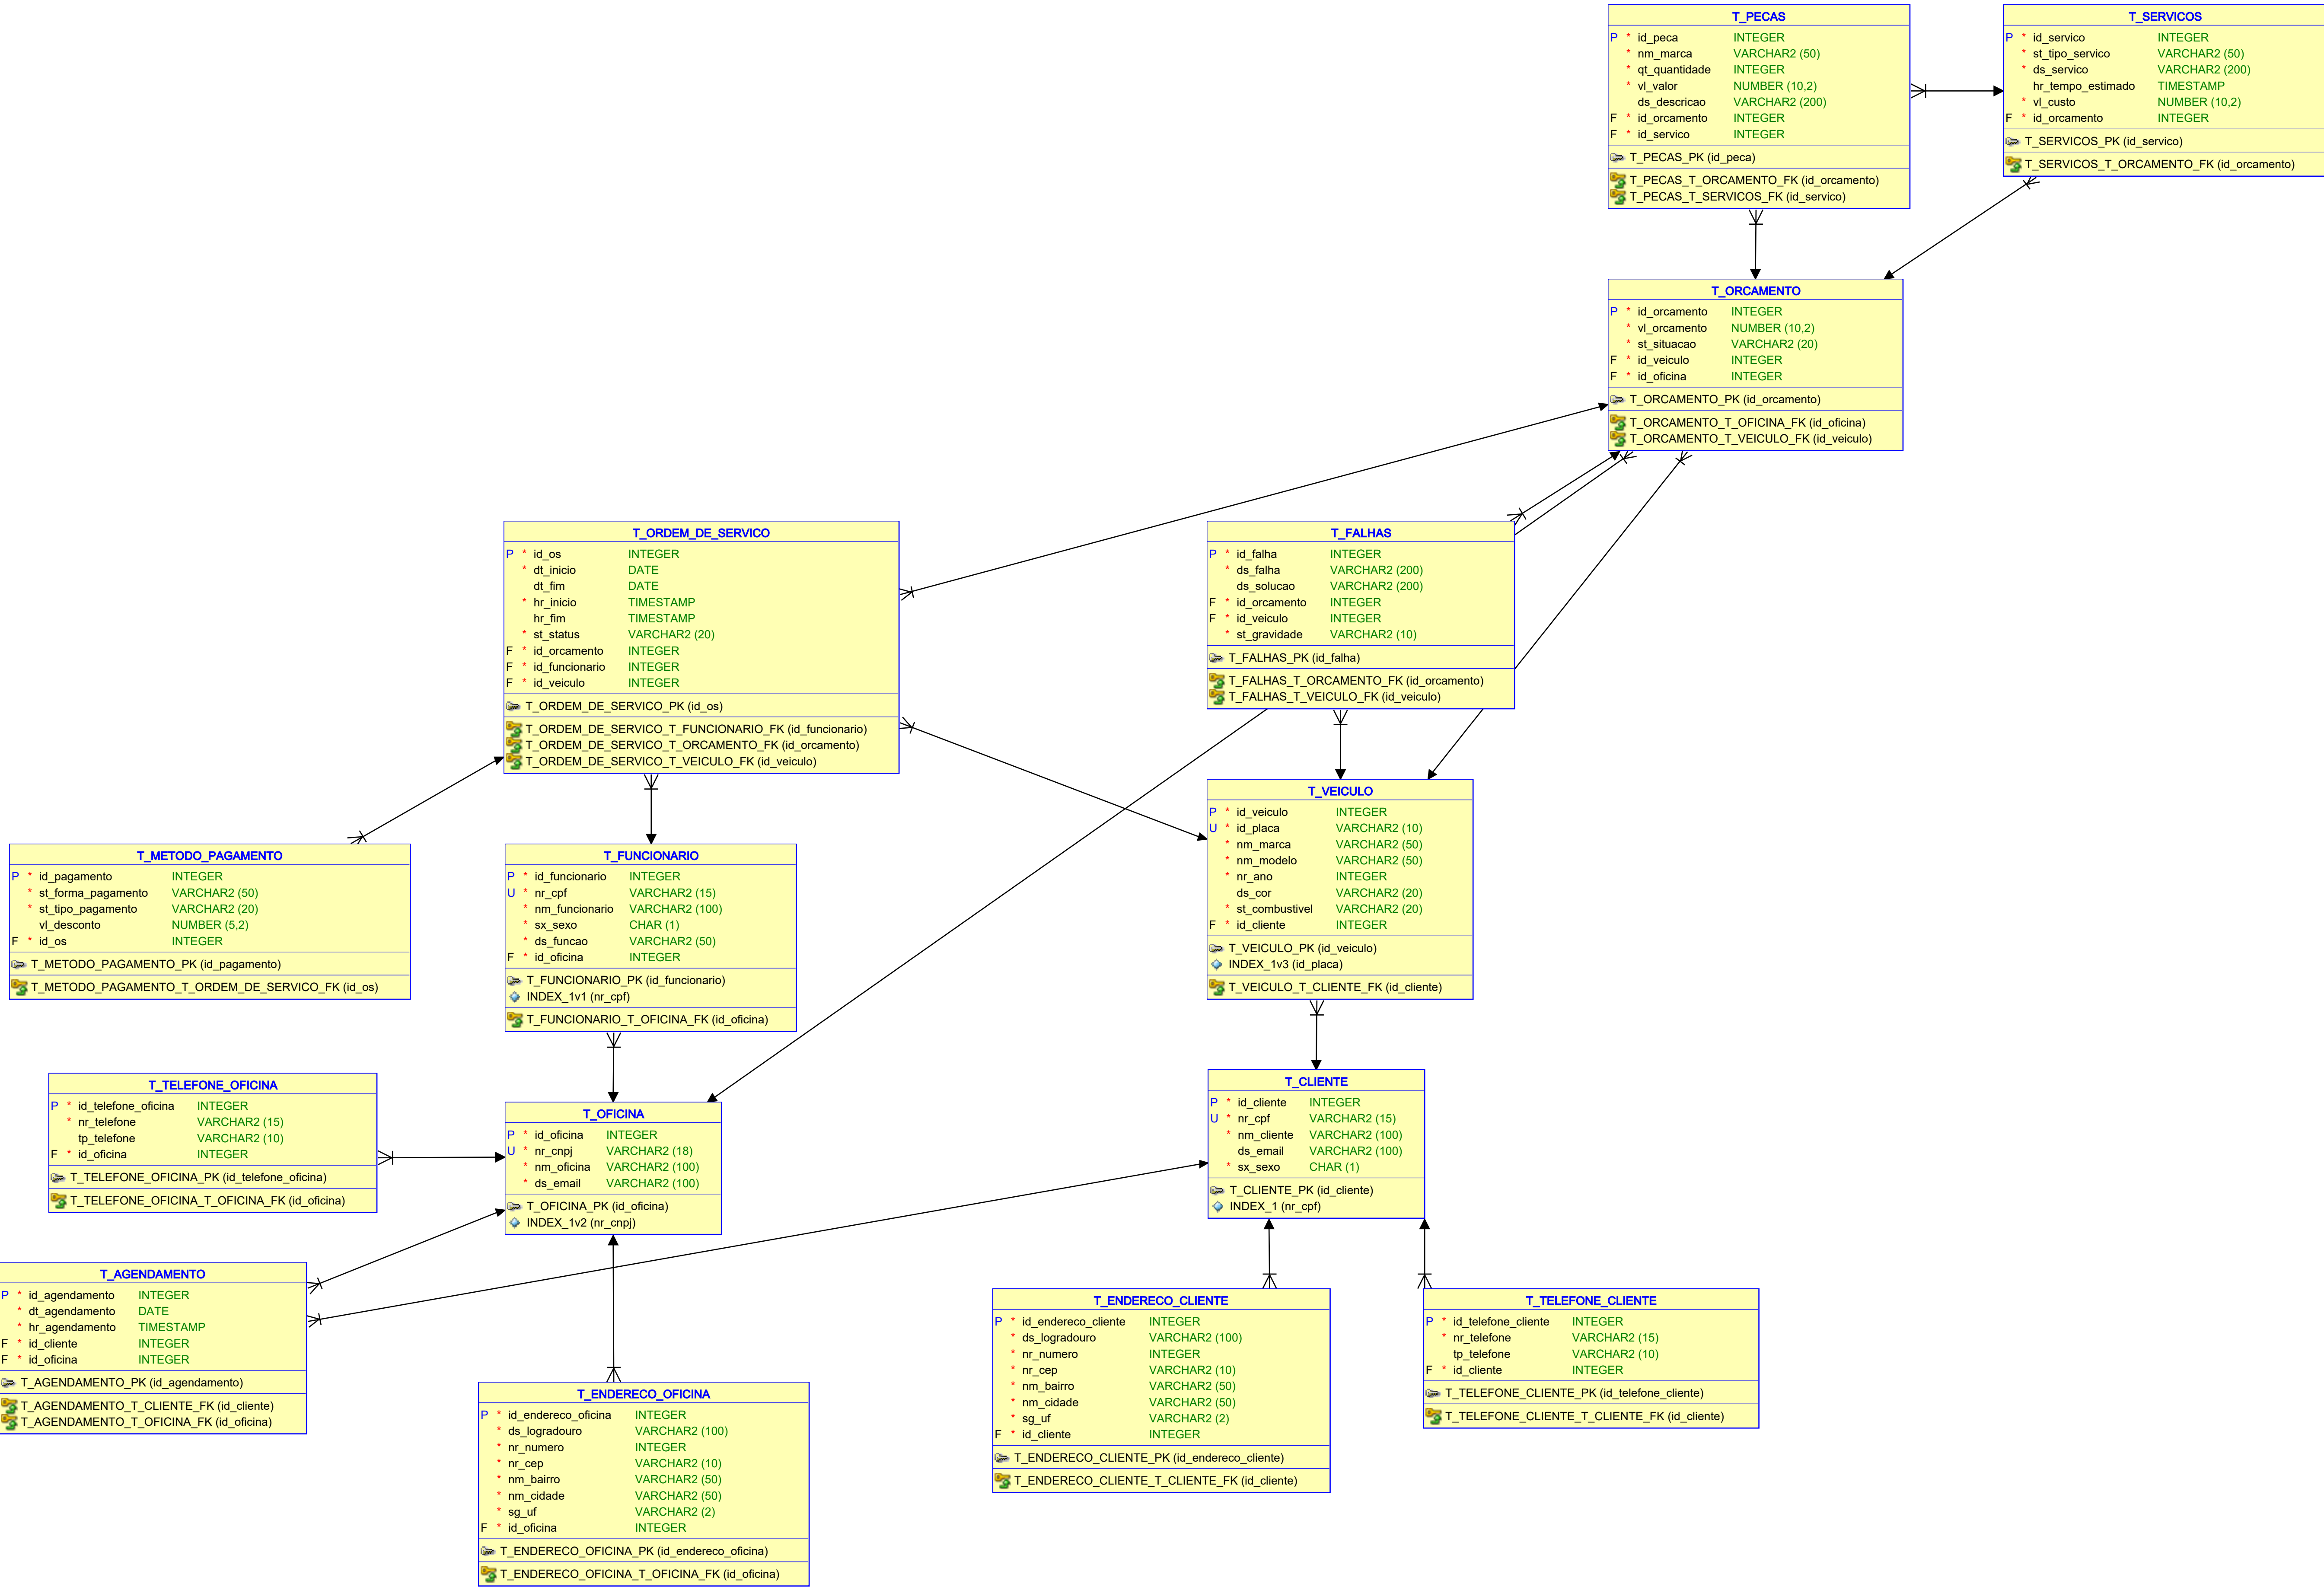 T_PECAS
P * id_peca INTEGER
* nm_marca VARCHAR2 (50)
* qt_quantidade INTEGER
* vl_valor NUMBER (10,2)
ds_descricao VARCHAR2 (200)
F * id_orcamento INTEGER
F * id_servico INTEGER
T_PECAS_PK (id_peca)
T_PECAS_T_ORCAMENTO_FK (id_orcamento)
T_PECAS_T_SERVICOS_FK (id_servico)
T_SERVICOS
P * id_servico INTEGER
* st_tipo_servico VARCHAR2 (50)
* ds_servico VARCHAR2 (200)
hr_tempo_estimado TIMESTAMP
* vl_custo NUMBER (10,2)
F * id_orcamento INTEGER
T_SERVICOS_PK (id_servico)
T_SERVICOS_T_ORCAMENTO_FK (id_orcamento)
T_ORCAMENTO
P * id_orcamento INTEGER
* vl_orcamento NUMBER (10,2)
* st_situacao VARCHAR2 (20)
F * id_veiculo INTEGER
F * id_oficina INTEGER
T_ORCAMENTO_PK (id_orcamento)
T_ORCAMENTO_T_OFICINA_FK (id_oficina)
T_ORCAMENTO_T_VEICULO_FK (id_veiculo)
T_ORDEM_DE_SERVICO
P * id_os INTEGER
* dt_inicio DATE
dt_fim DATE
* hr_inicio TIMESTAMP
hr_fim TIMESTAMP
* st_status VARCHAR2 (20)
F * id_orcamento INTEGER
F * id_funcionario INTEGER
F * id_veiculo INTEGER
T_ORDEM_DE_SERVICO_PK (id_os)
T_ORDEM_DE_SERVICO_T_FUNCIONARIO_FK (id_funcionario)
T_ORDEM_DE_SERVICO_T_ORCAMENTO_FK (id_orcamento)
T_ORDEM_DE_SERVICO_T_VEICULO_FK (id_veiculo)
T_FALHAS
P * id_falha INTEGER
* ds_falha VARCHAR2 (200)
ds_solucao VARCHAR2 (200)
F * id_orcamento INTEGER
F * id_veiculo INTEGER
* st_gravidade VARCHAR2 (10)
T_FALHAS_PK (id_falha)
T_FALHAS_T_ORCAMENTO_FK (id_orcamento)
T_FALHAS_T_VEICULO_FK (id_veiculo)
T_METODO_PAGAMENTO
P * id_pagamento INTEGER
* st_forma_pagamento VARCHAR2 (50)
* st_tipo_pagamento VARCHAR2 (20)
vl_desconto NUMBER (5,2)
F * id_os INTEGER
T_METODO_PAGAMENTO_PK (id_pagamento)
T_METODO_PAGAMENTO_T_ORDEM_DE_SERVICO_FK (id_os)
T_FUNCIONARIO
P * id_funcionario INTEGER
U * nr_cpf VARCHAR2 (15)
* nm_funcionario VARCHAR2 (100)
* sx_sexo CHAR (1)
* ds_funcao VARCHAR2 (50)
F * id_oficina INTEGER
T_FUNCIONARIO_PK (id_funcionario)
INDEX_1v1 (nr_cpf)
T_FUNCIONARIO_T_OFICINA_FK (id_oficina)
T_VEICULO
P * id_veiculo INTEGER
U * id_placa VARCHAR2 (10)
* nm_marca VARCHAR2 (50)
* nm_modelo VARCHAR2 (50)
* nr_ano INTEGER
ds_cor VARCHAR2 (20)
* st_combustivel VARCHAR2 (20)
F * id_cliente INTEGER
T_VEICULO_PK (id_veiculo)
INDEX_1v3 (id_placa)
T_VEICULO_T_CLIENTE_FK (id_cliente)
T_TELEFONE_OFICINA
P * id_telefone_oficina INTEGER
* nr_telefone VARCHAR2 (15)
tp_telefone VARCHAR2 (10)
F * id_oficina INTEGER
T_TELEFONE_OFICINA_PK (id_telefone_oficina)
T_TELEFONE_OFICINA_T_OFICINA_FK (id_oficina)
T_OFICINA
P * id_oficina INTEGER
U * nr_cnpj VARCHAR2 (18)
* nm_oficina VARCHAR2 (100)
* ds_email VARCHAR2 (100)
T_OFICINA_PK (id_oficina)
INDEX_1v2 (nr_cnpj)
T_CLIENTE
P * id_cliente INTEGER
U * nr_cpf VARCHAR2 (15)
* nm_cliente VARCHAR2 (100)
ds_email VARCHAR2 (100)
* sx_sexo CHAR (1)
T_CLIENTE_PK (id_cliente)
INDEX_1 (nr_cpf)
T_AGENDAMENTO
P * id_agendamento INTEGER
* dt_agendamento DATE
* hr_agendamento TIMESTAMP
F * id_cliente INTEGER
F * id_oficina INTEGER
T_AGENDAMENTO_PK (id_agendamento)
T_AGENDAMENTO_T_CLIENTE_FK (id_cliente)
T_AGENDAMENTO_T_OFICINA_FK (id_oficina)
T_ENDERECO_OFICINA
P * id_endereco_oficina INTEGER
* ds_logradouro VARCHAR2 (100)
* nr_numero INTEGER
* nr_cep VARCHAR2 (10)
* nm_bairro VARCHAR2 (50)
* nm_cidade VARCHAR2 (50)
* sg_uf VARCHAR2 (2)
F * id_oficina INTEGER
T_ENDERECO_OFICINA_PK (id_endereco_oficina)
T_ENDERECO_OFICINA_T_OFICINA_FK (id_oficina)
T_ENDERECO_CLIENTE
P * id_endereco_cliente INTEGER
* ds_logradouro VARCHAR2 (100)
* nr_numero INTEGER
* nr_cep VARCHAR2 (10)
* nm_bairro VARCHAR2 (50)
* nm_cidade VARCHAR2 (50)
* sg_uf VARCHAR2 (2)
F * id_cliente INTEGER
T_ENDERECO_CLIENTE_PK (id_endereco_cliente)
T_ENDERECO_CLIENTE_T_CLIENTE_FK (id_cliente)
T_TELEFONE_CLIENTE
P * id_telefone_cliente INTEGER
* nr_telefone VARCHAR2 (15)
tp_telefone VARCHAR2 (10)
F * id_cliente INTEGER
T_TELEFONE_CLIENTE_PK (id_telefone_cliente)
T_TELEFONE_CLIENTE_T_CLIENTE_FK (id_cliente)